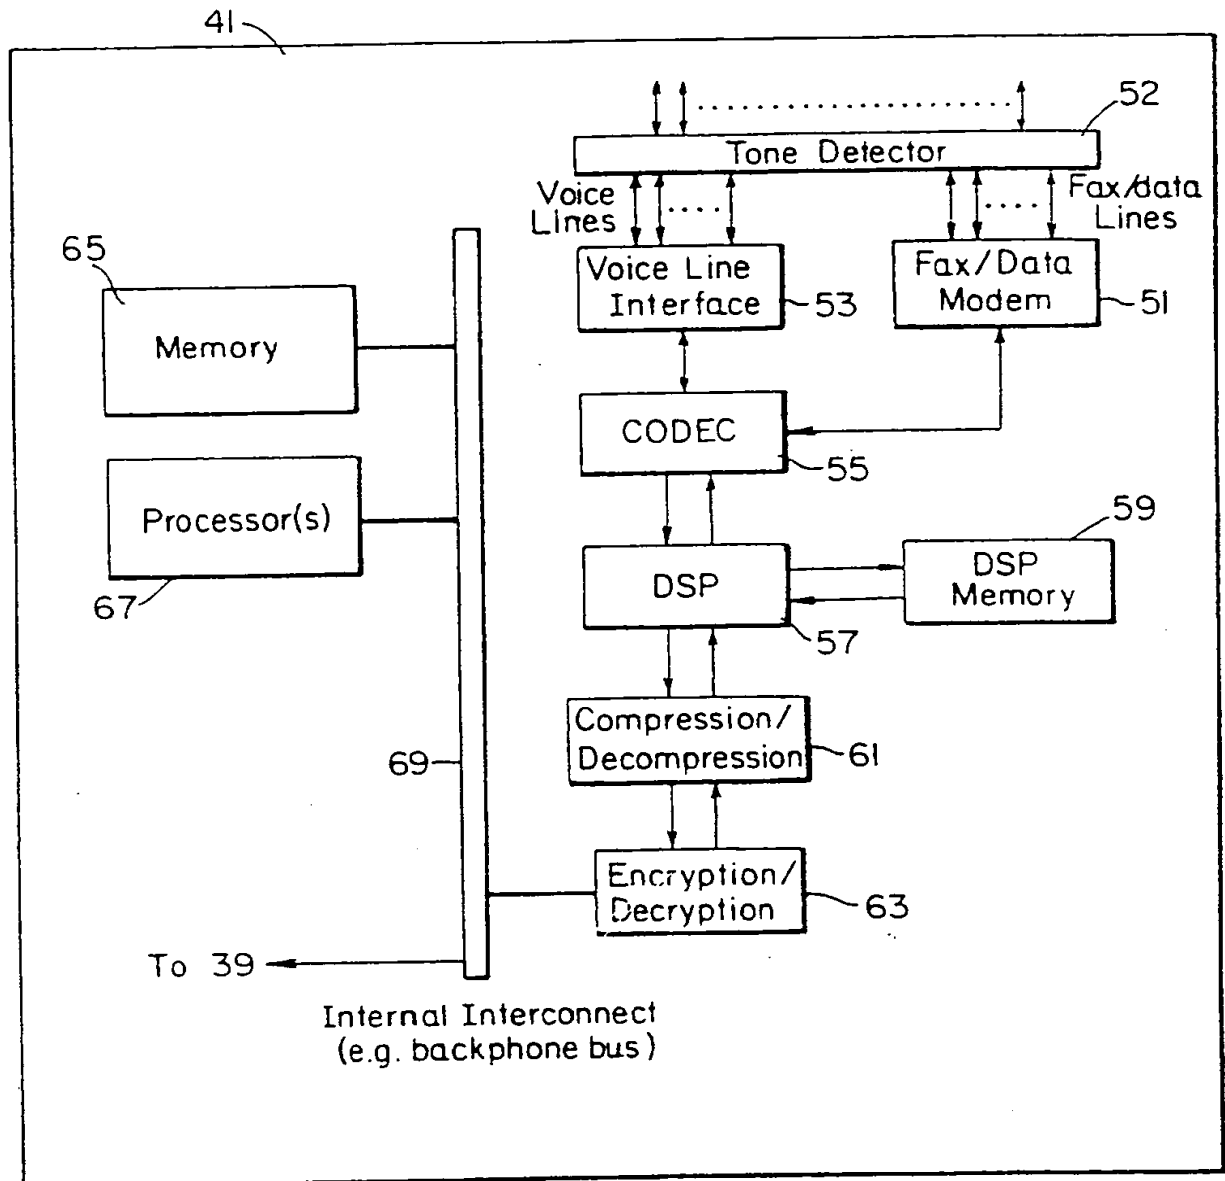 41
52
Tone Detector
Voice
Lines
Fax/data
Lines
65
Voice Line
Interface
53
Fax/Data
Modem
51
Memory
CODEC
55
Processor(s)
67
59
DSP
57
DSP
Memory
Compression/
Decompression
61
69
Encryption/
Decryption
63
To 39
Internal Interconnect
(e.g. backphone bus)